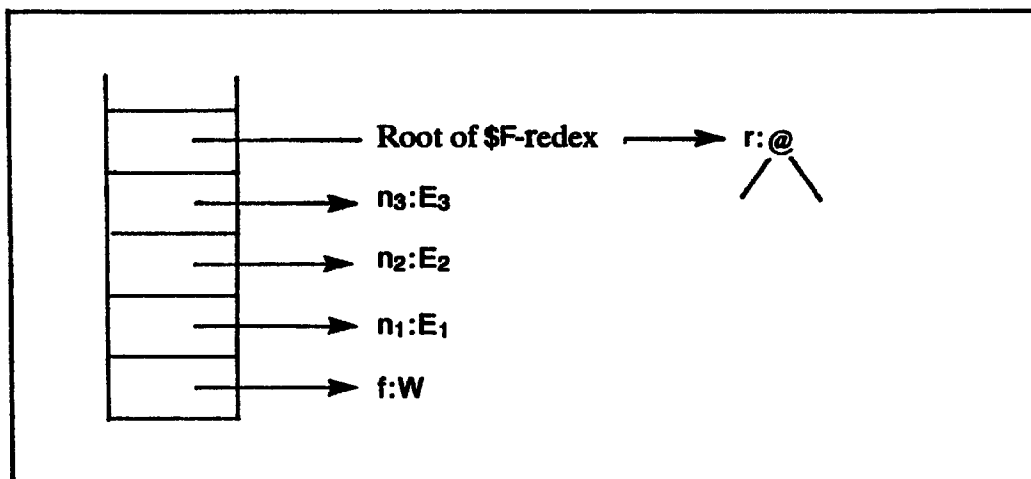 Root of $F-redex r:@
n₃:E₃
n₂:E₂
n₁:E₁
f:W